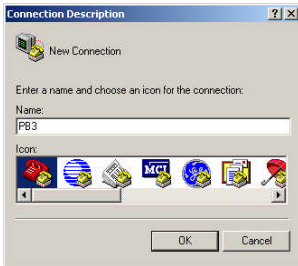 Connection Description
New Connection
Enter a name and choose an icon for the connection:
Name:
PB3
Icon:
MCI
OK
Cancel